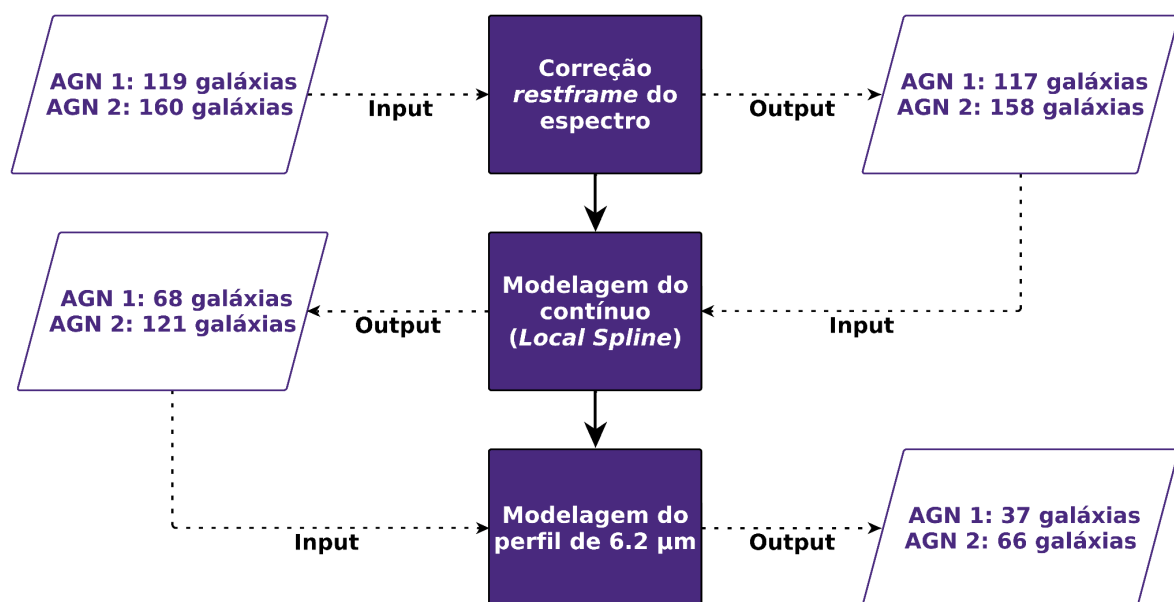 AGN 1: 119 galáxias
AGN 2: 160 galáxias
Input
Correção
restframe do
espectro
Output
AGN 1: 117 galáxias
AGN 2: 158 galáxias
AGN 1: 68 galáxias
AGN 2: 121 galáxias
Output
Modelagem do
contínuo
(Local Spline)
Input
Input
Modelagem do
perfil de 6.2 μm
Output
AGN 1: 37 galáxias
AGN 2: 66 galáxias